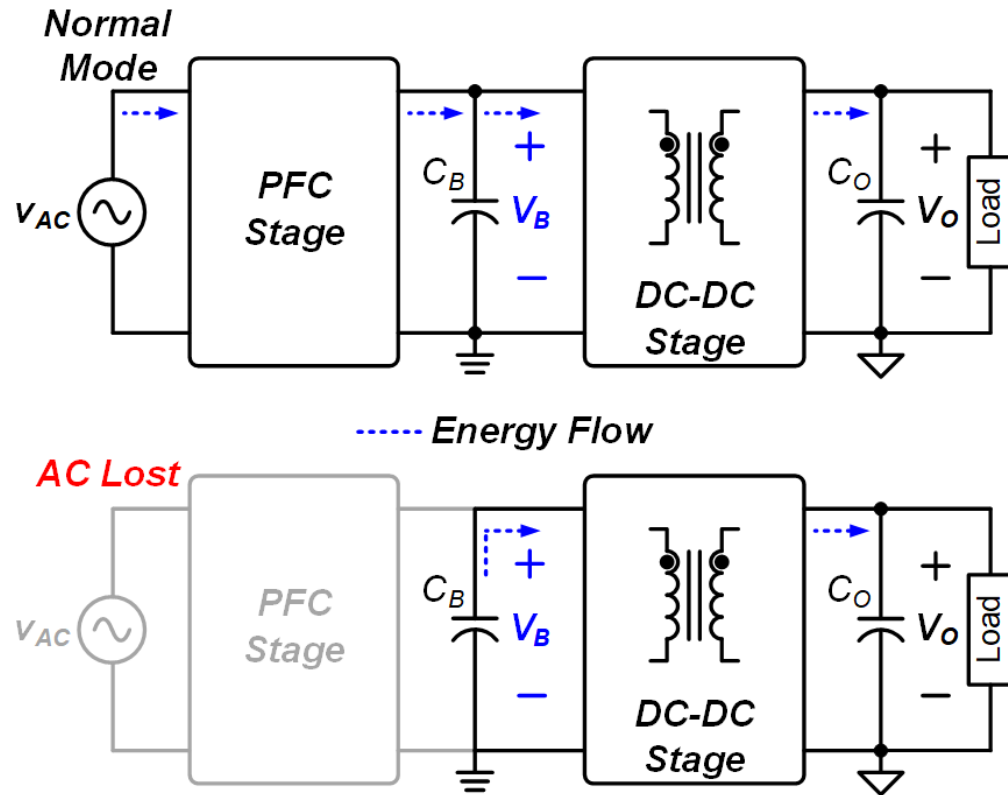 Normal
Mode
v_AC
PFC
Stage
C_B
+
V_B
−
DC-DC
Stage
C_O
+
V_O
−
Load
Energy Flow
AC Lost
v_AC
PFC
Stage
C_B
+
V_B
−
DC-DC
Stage
C_O
+
V_O
−
Load